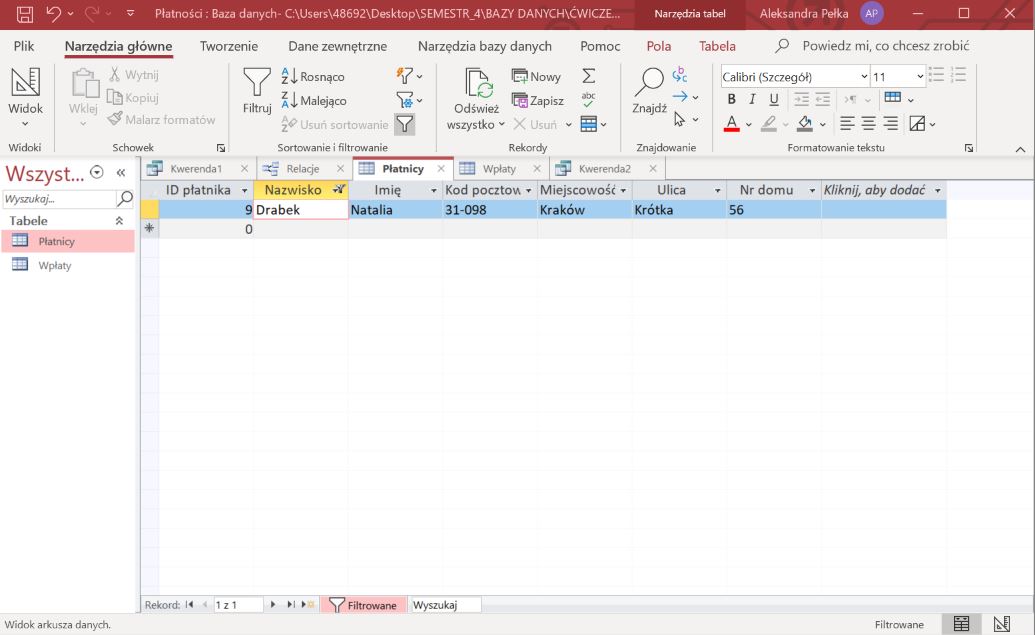 Płatności : Baza danych- C:\Users\48692\Desktop\SEMESTR_4\BAZY DANYCH\ĆWICZE... Narzędzia tabel Aleksandra Pełka AP
Plik Narzędzia główne Tworzenie Dane zewnętrzne Narzędzia bazy danych Pomoc Pola Tabela Powiedz mi, co chcesz zrobić
Widok
Widoki
Wklej
Wytnij
Kopiuj
Malarz formatów
Schowek
Filtruj
Rosnąco
Malejąco
Usuń sortowanie
Sortowanie i filtrowanie
Odśwież
wszystko
Nowy
Zapisz
Usuń
Rekordy
Znajdź
Znajdowanie
Calibri (Szczegół) 11
B I U
Formatowanie tekstu
Wszyst...
Wyszukaj...
Tabele
Płatnicy
Wpłaty
Kwerenda1 Relacje Płatnicy Wpłaty Kwerenda2
ID płatnika Nazwisko Imię Kod pocztow Miejscowość Ulica Nr domu Kliknij, aby dodać
9 Drabek Natalia 31-098 Kraków Krótka 56
0
Rekord: 1 z 1 Filtrowane Wyszukaj
Widok arkusza danych. Filtrowane